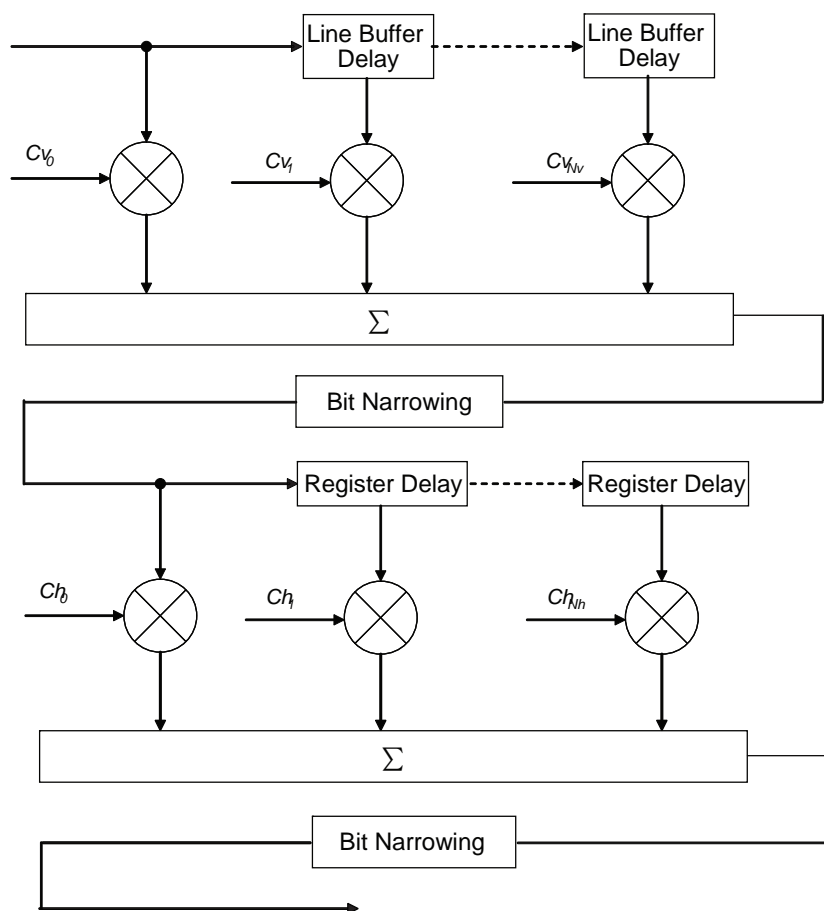 Line Buffer
Delay
Line Buffer
Delay
Cv0
Cv1
CvNv
Σ
Bit Narrowing
Register Delay
Register Delay
Ch0
Ch1
ChNh
Σ
Bit Narrowing